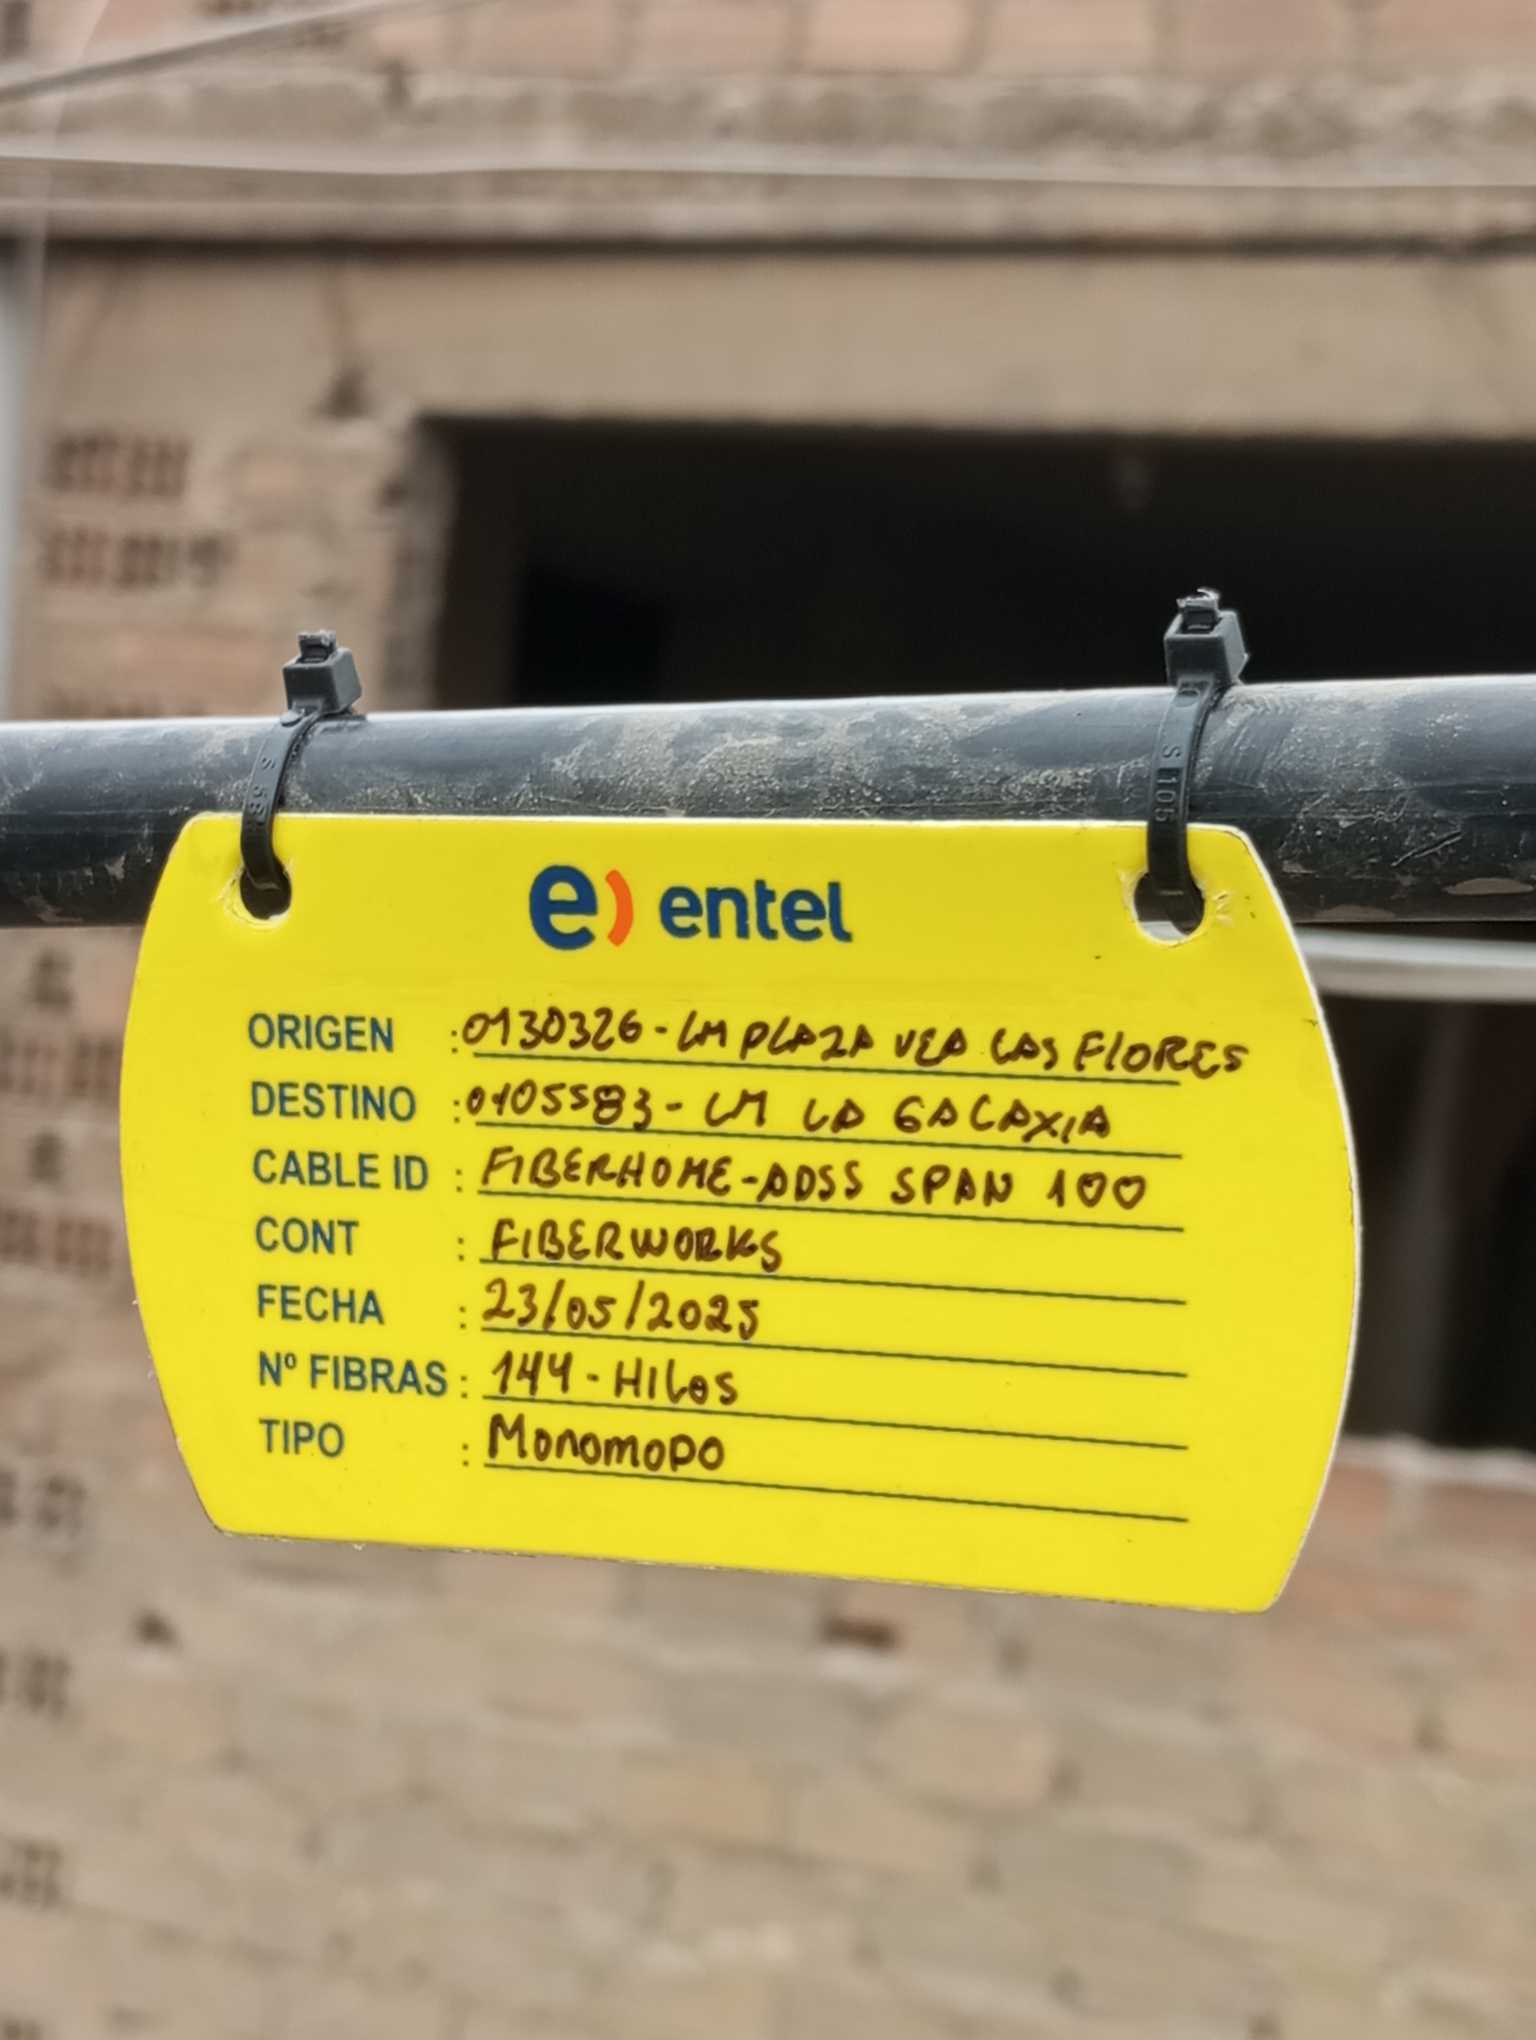 e) entel
ORIGEN : 0130326 - LM PLAZA VEA LAS FLORES
DESTINO : 0105583 - LM LA GALAXIA
CABLE ID : FIBERHOME-ADSS SPAN 100
CONT : FIBERWORKS
FECHA : 23/05/2025
Nº FIBRAS : 144 - HILOS
TIPO : MONOMODO